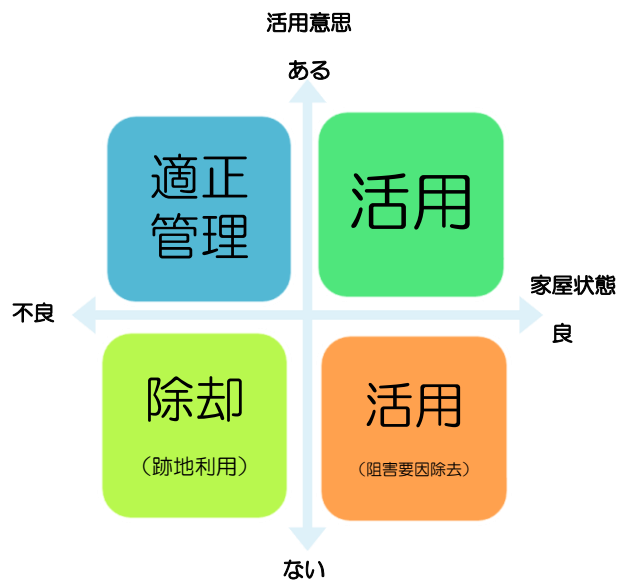 活用意思
ある
適正
管理
活用
家屋状態
不良
良
除却
（跡地利用）
活用
（阻害要因除去）
ない